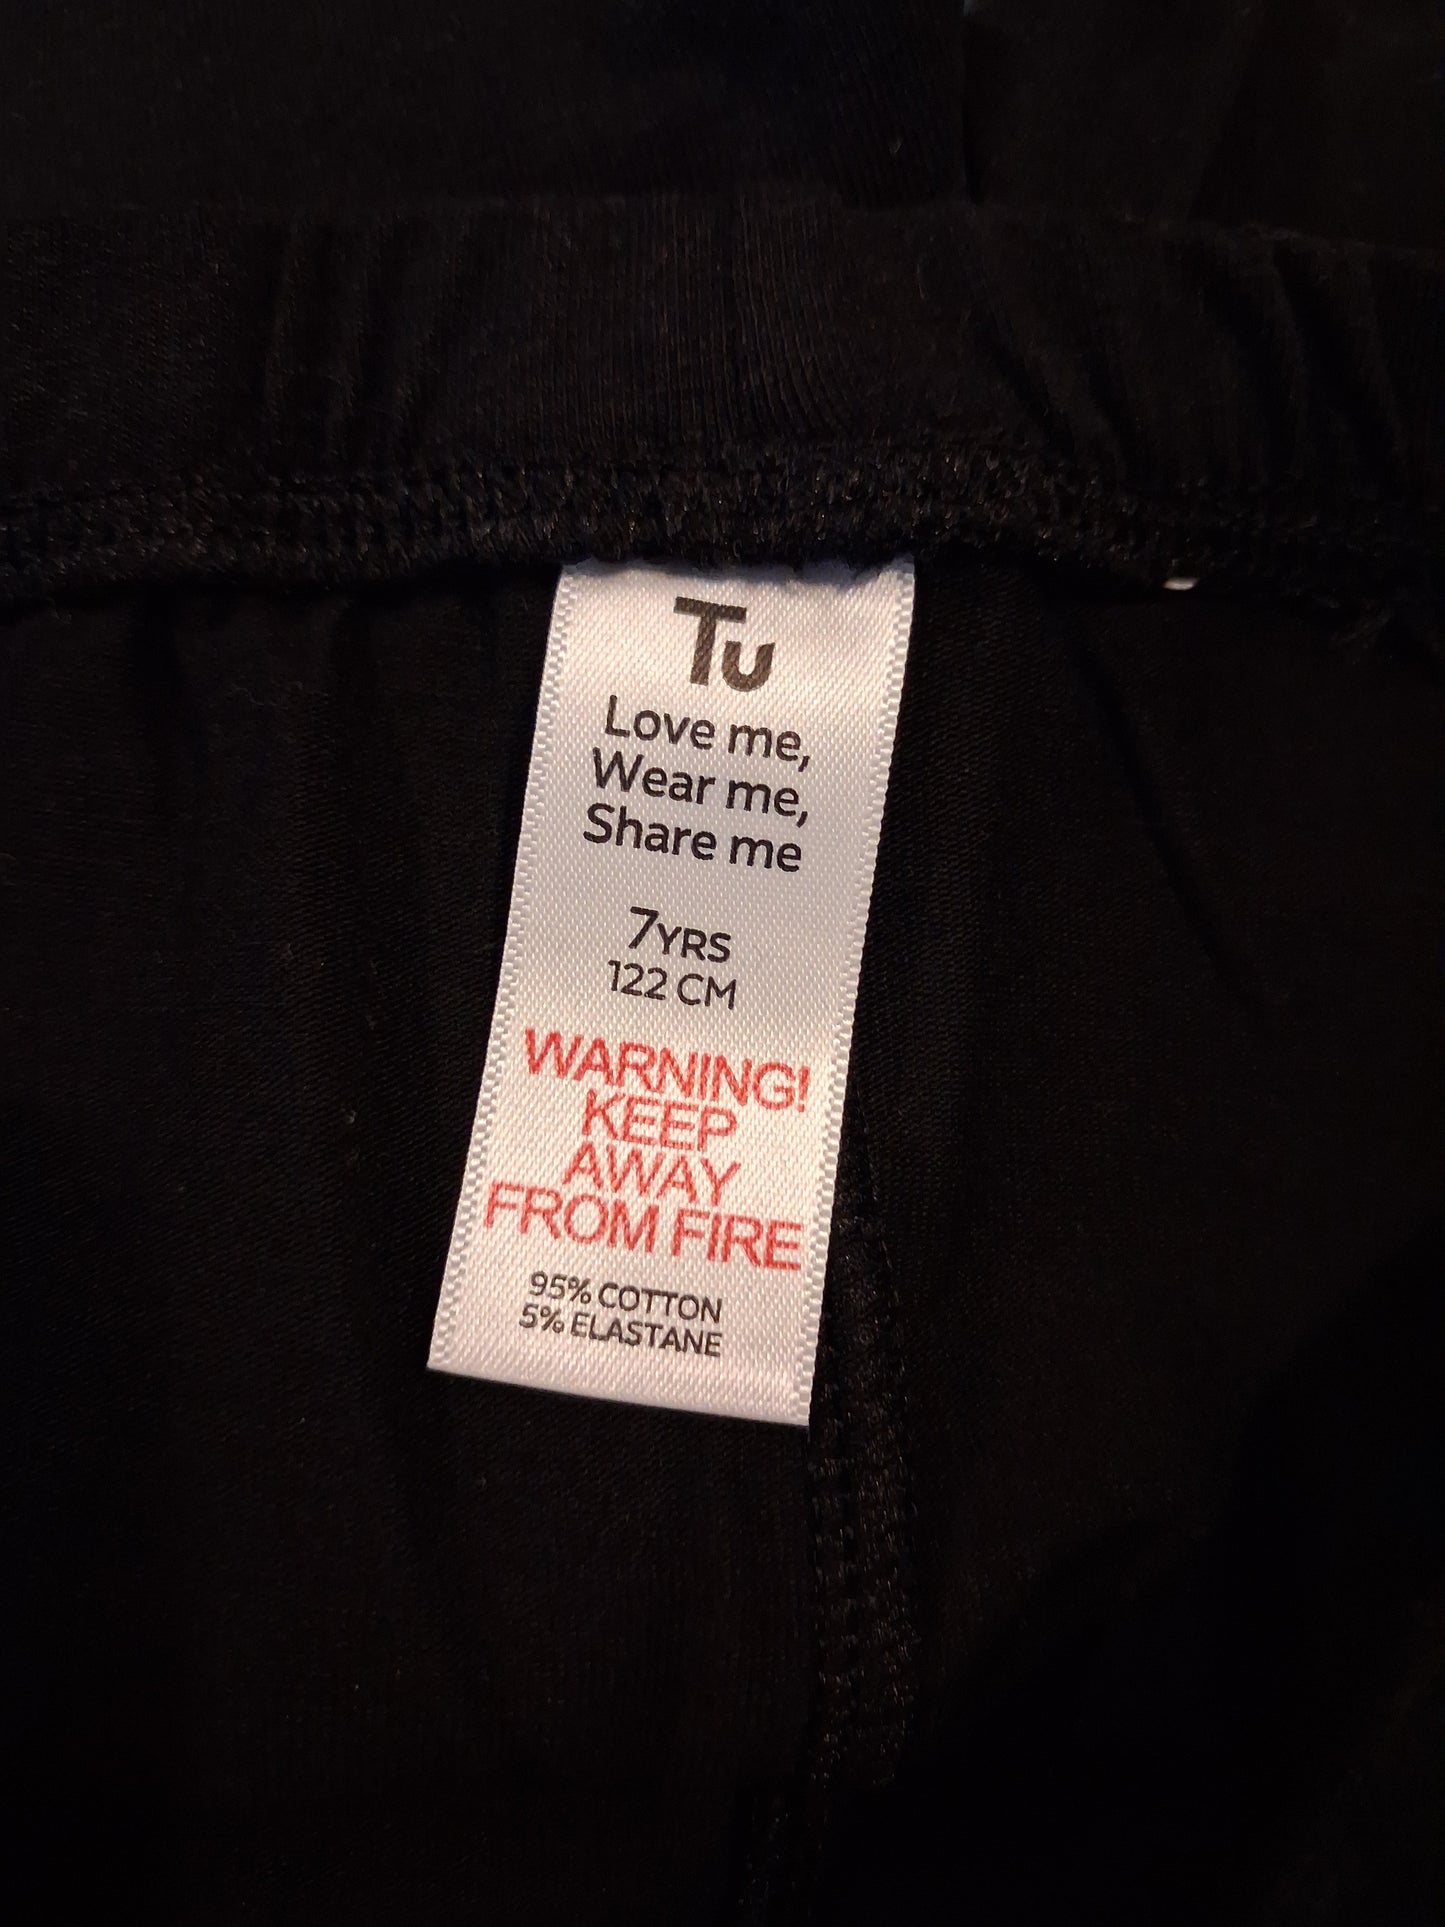 Tu
Love me,
Wear me,
Share me
7YRS
122 CM
WARNING!
KEEP
AWAY
FROM FIRE
95% COTTON
5% ELASTANE